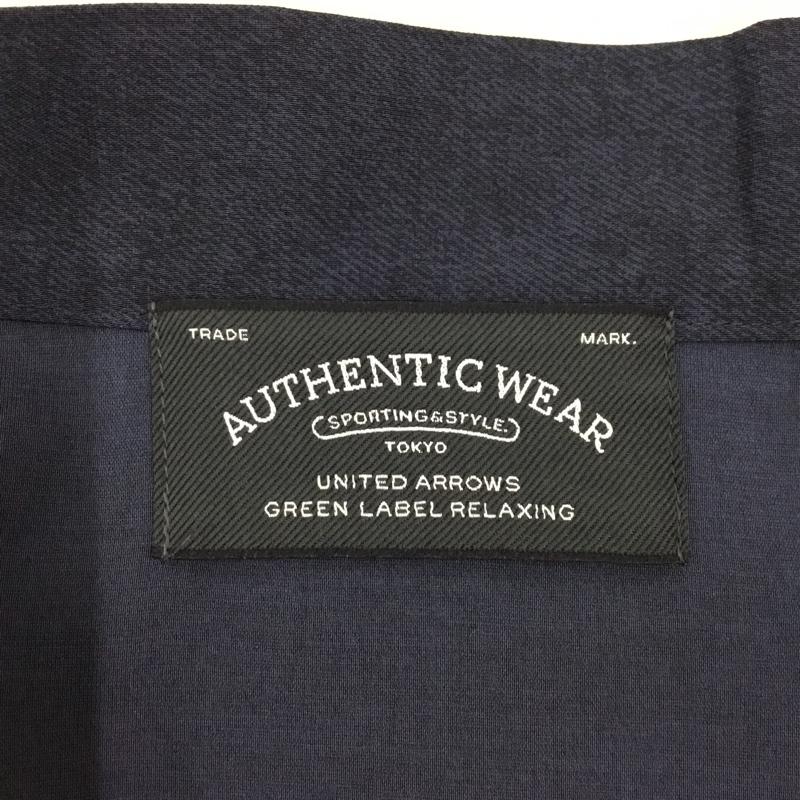 TRADE MARK.
AUTHENTIC WEAR
SPORTING&STYLE.
TOKYO
UNITED ARROWS
GREEN LABEL RELAXING